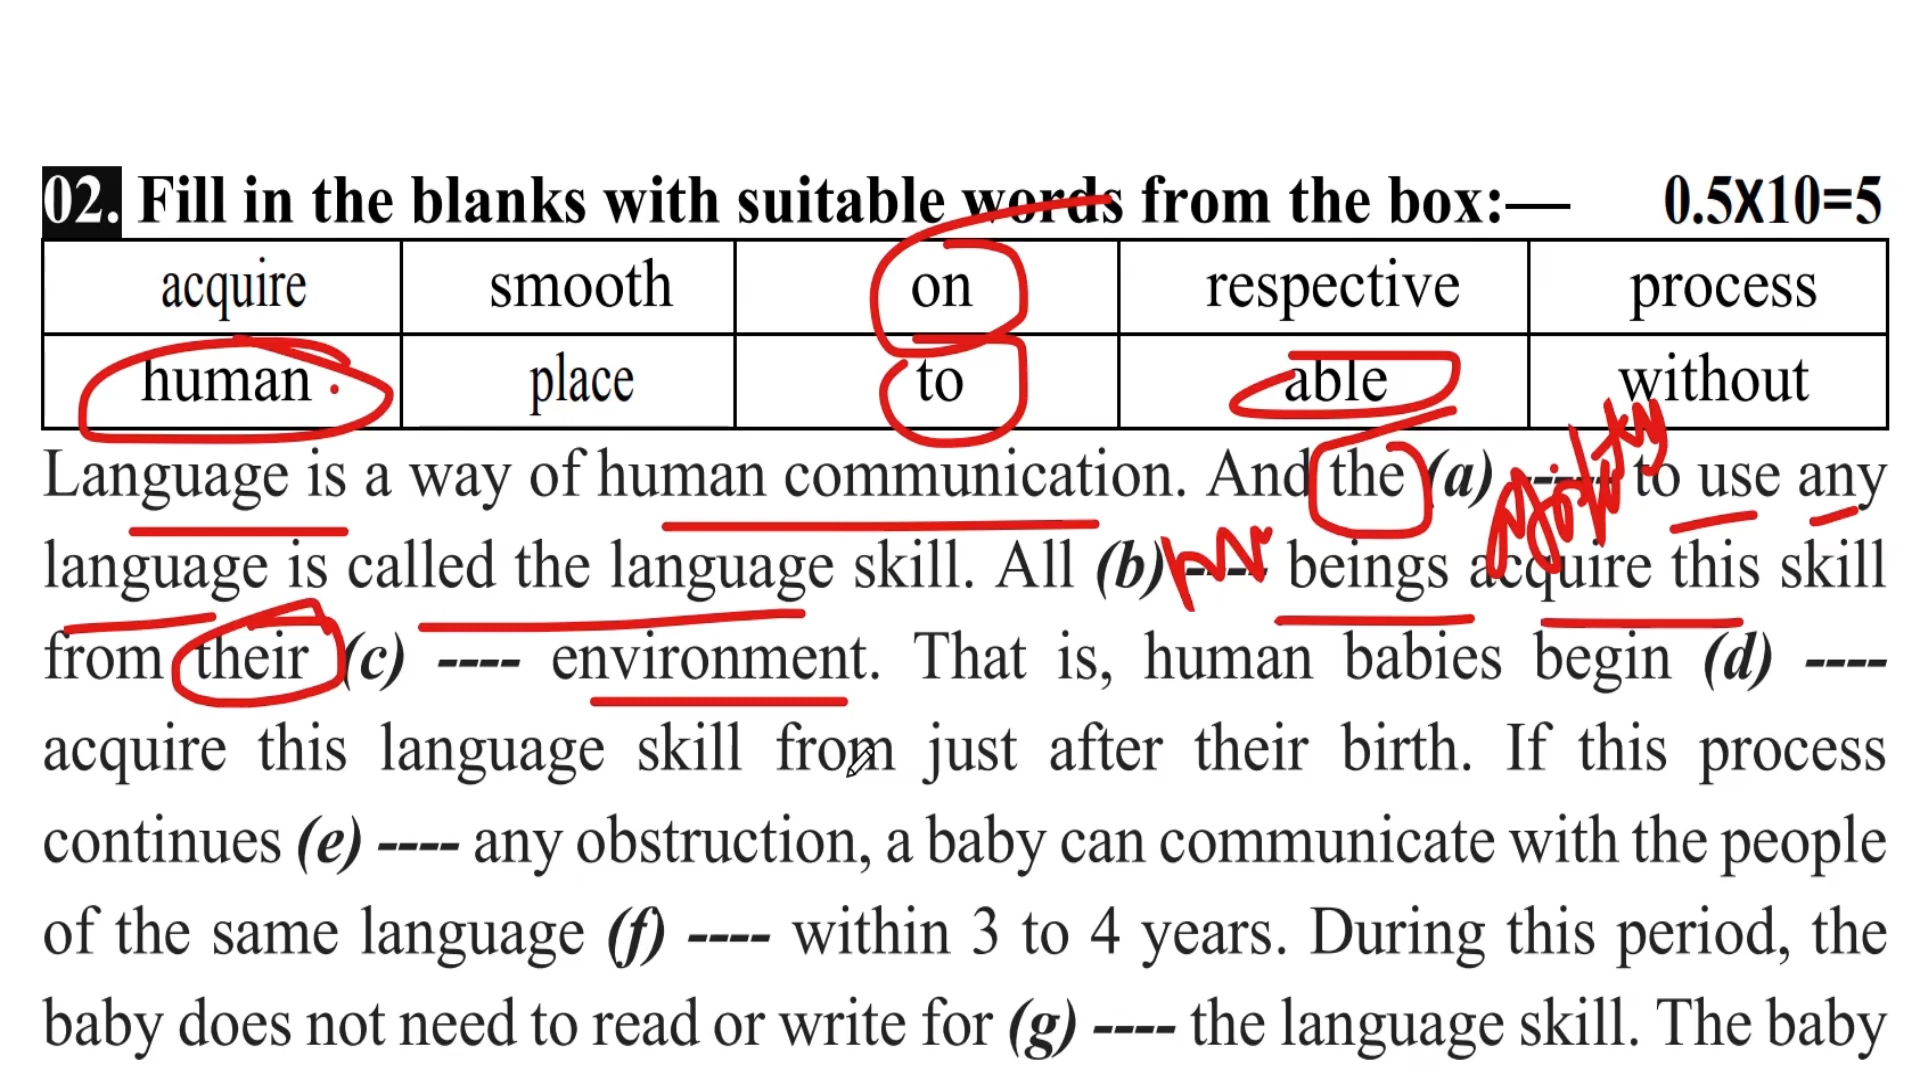 02. Fill in the blanks with suitable words from the box:— 0.5X10=5
acquire smooth on respective process
human place to able without
Language is a way of human communication. And the (a) ---- to use any
language is called the language skill. All (b) ---- beings acquire this skill
from their (c) ---- environment. That is, human babies begin (d) ----
acquire this language skill from just after their birth. If this process
continues (e) ---- any obstruction, a baby can communicate with the people
of the same language (f) ---- within 3 to 4 years. During this period, the
baby does not need to read or write for (g) ---- the language skill. The baby